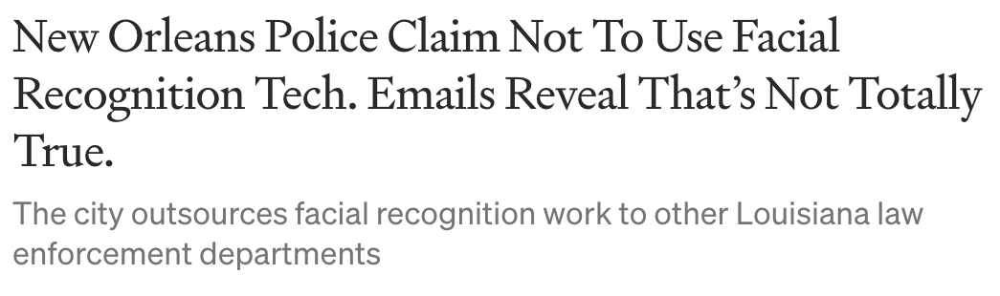 New Orleans Police Claim Not To Use Facial
Recognition Tech. Emails Reveal That’s Not Totally
True.
The city outsources facial recognition work to other Louisiana law
enforcement departments